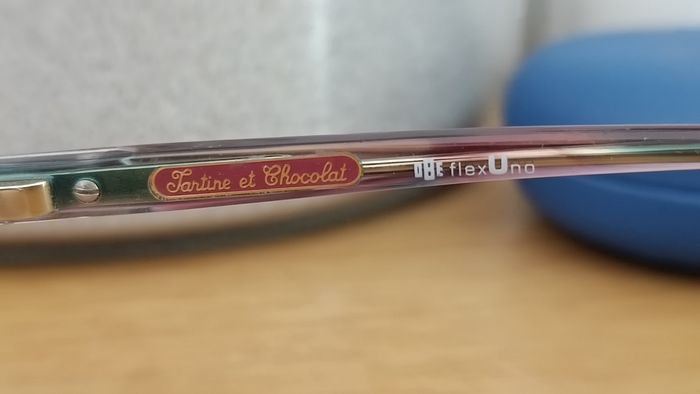 Tartine et Chocolat
OBE flexUno